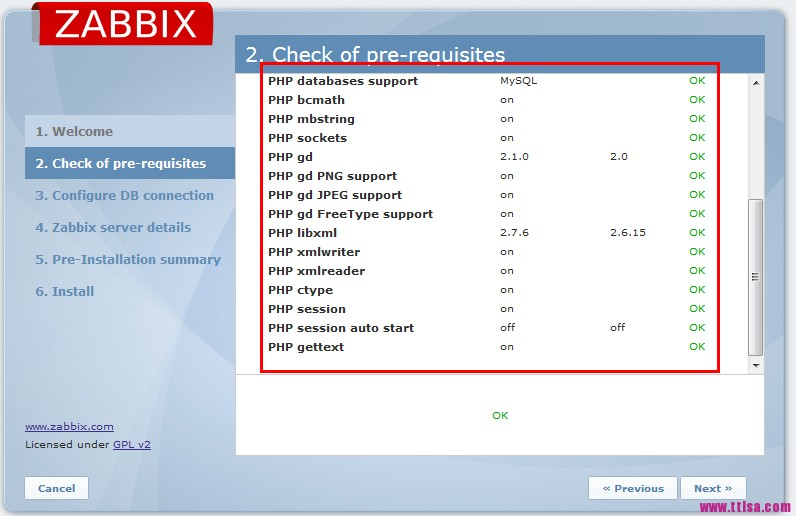 ZABBIX
2. Check of pre-requisites
1. Welcome
2. Check of pre-requisites
3. Configure DB connection
4. Zabbix server details
5. Pre-Installation summary
6. Install
PHP databases support MySQL OK
PHP bcmath on OK
PHP mbstring on OK
PHP sockets on OK
PHP gd 2.1.0 2.0 OK
PHP gd PNG support on OK
PHP gd JPEG support on OK
PHP gd FreeType support on OK
PHP libxml 2.7.6 2.6.15 OK
PHP xmlwriter on OK
PHP xmlreader on OK
PHP ctype on OK
PHP session on OK
PHP session auto start off off OK
PHP gettext on OK
OK
www.zabbix.com
Licensed under GPL v2
Cancel
« Previous
Next »
www.ttlsa.com